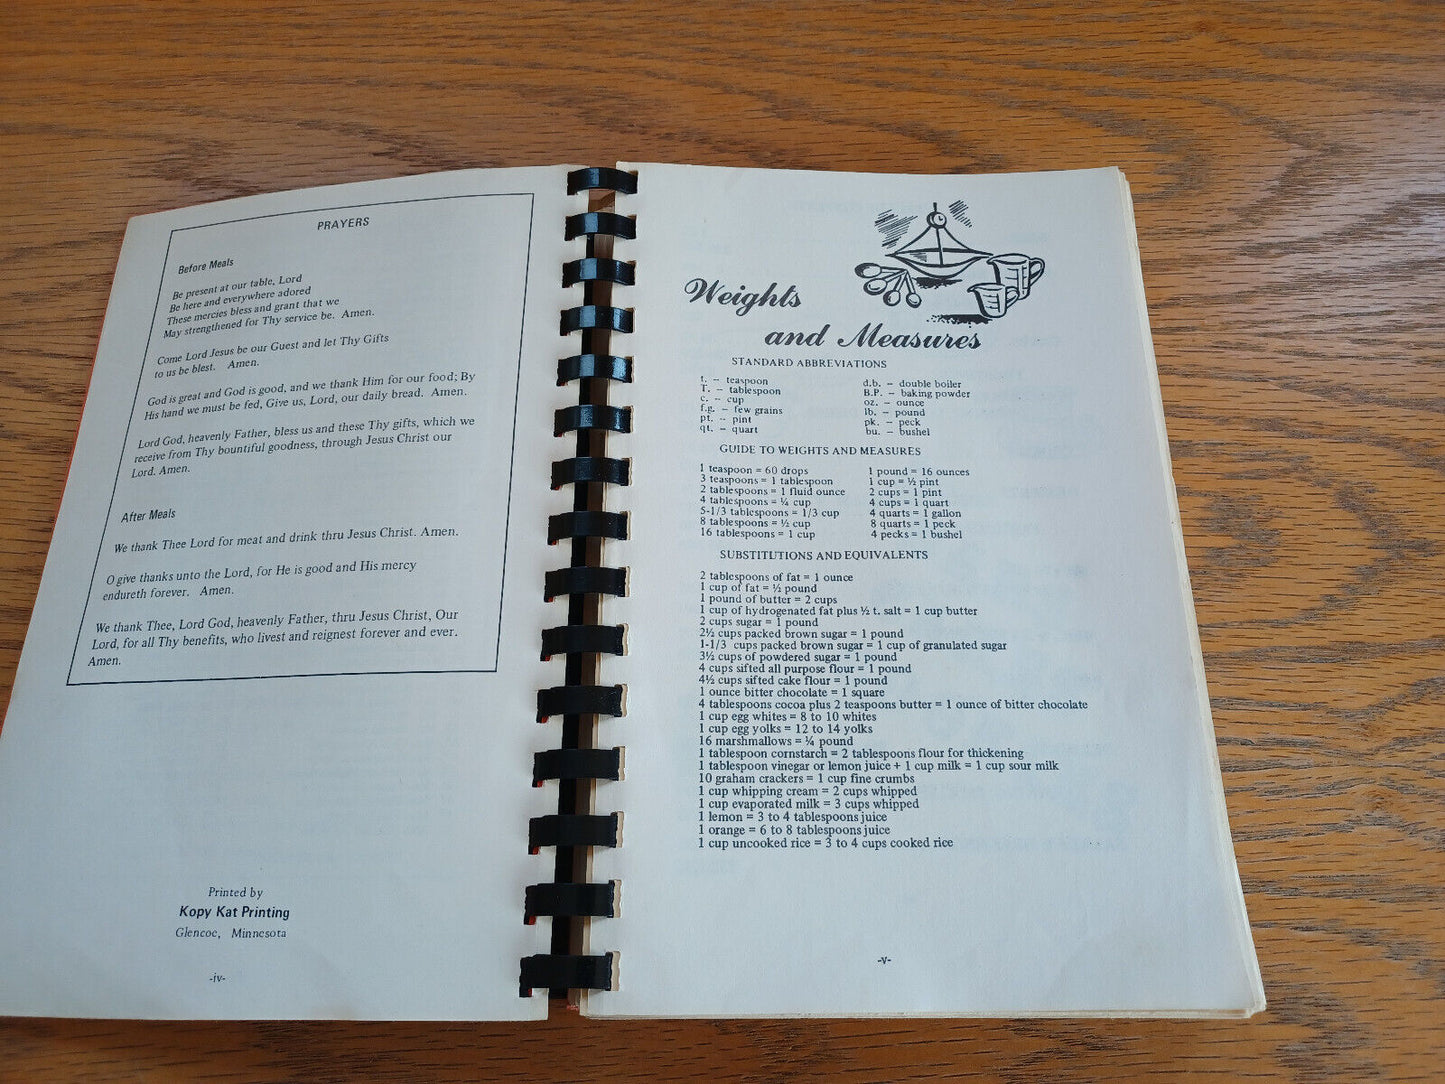 PRAYERS
Before Meals
Be present at our table, Lord
Be here and everywhere adored
These mercies bless and grant that we
May strengthened for Thy service be. Amen.
Come Lord Jesus be our Guest and let Thy Gifts
to us be blest. Amen.
God is great and God is good, and we thank Him for our food; By
His hand we must be fed, Give us, Lord, our daily bread. Amen.
Lord God, heavenly Father, bless us and these Thy gifts, which we
receive from Thy bountiful goodness, through Jesus Christ our
Lord. Amen.
After Meals
We thank Thee Lord for meat and drink thru Jesus Christ. Amen.
O give thanks unto the Lord, for He is good and His mercy
endureth forever. Amen.
We thank Thee, Lord God, heavenly Father, thru Jesus Christ, Our
Lord, for all Thy benefits, who livest and reignest forever and ever.
Amen.
Printed by
Kopy Kat Printing
Glencoe, Minnesota
-iv-
Weights
and Measures
STANDARD ABBREVIATIONS
t. – teaspoon
T. – tablespoon
c. – cup
f.g. – few grains
pt. – pint
qt. – quart
d.b. – double boiler
B.P. – baking powder
oz. – ounce
lb. – pound
pk. – peck
bu. – bushel
GUIDE TO WEIGHTS AND MEASURES
1 teaspoon = 60 drops
3 teaspoons = 1 tablespoon
2 tablespoons = 1 fluid ounce
4 tablespoons = ¼ cup
5-1/3 tablespoons = 1/3 cup
8 tablespoons = ½ cup
16 tablespoons = 1 cup
1 pound = 16 ounces
1 cup = ½ pint
2 cups = 1 pint
4 cups = 1 quart
4 quarts = 1 gallon
8 quarts = 1 peck
4 pecks = 1 bushel
SUBSTITUTIONS AND EQUIVALENTS
2 tablespoons of fat = 1 ounce
1 cup of fat = ½ pound
1 pound of butter = 2 cups
1 cup of hydrogenated fat plus ½ t. salt = 1 cup butter
2 cups sugar = 1 pound
2½ cups packed brown sugar = 1 pound
1-1/3 cups packed brown sugar = 1 cup of granulated sugar
3½ cups of powdered sugar = 1 pound
4 cups sifted all purpose flour = 1 pound
4½ cups sifted cake flour = 1 pound
1 ounce bitter chocolate = 1 square
4 tablespoons cocoa plus 2 teaspoons butter = 1 ounce of bitter chocolate
1 cup egg whites = 8 to 10 whites
1 cup egg yolks = 12 to 14 yolks
16 marshmallows = ¼ pound
1 tablespoon cornstarch = 2 tablespoons flour for thickening
1 tablespoon vinegar or lemon juice + 1 cup milk = 1 cup sour milk
10 graham crackers = 1 cup fine crumbs
1 cup whipping cream = 2 cups whipped
1 cup evaporated milk = 3 cups whipped
1 lemon = 3 to 4 tablespoons juice
1 orange = 6 to 8 tablespoons juice
1 cup uncooked rice = 3 to 4 cups cooked rice
-v-